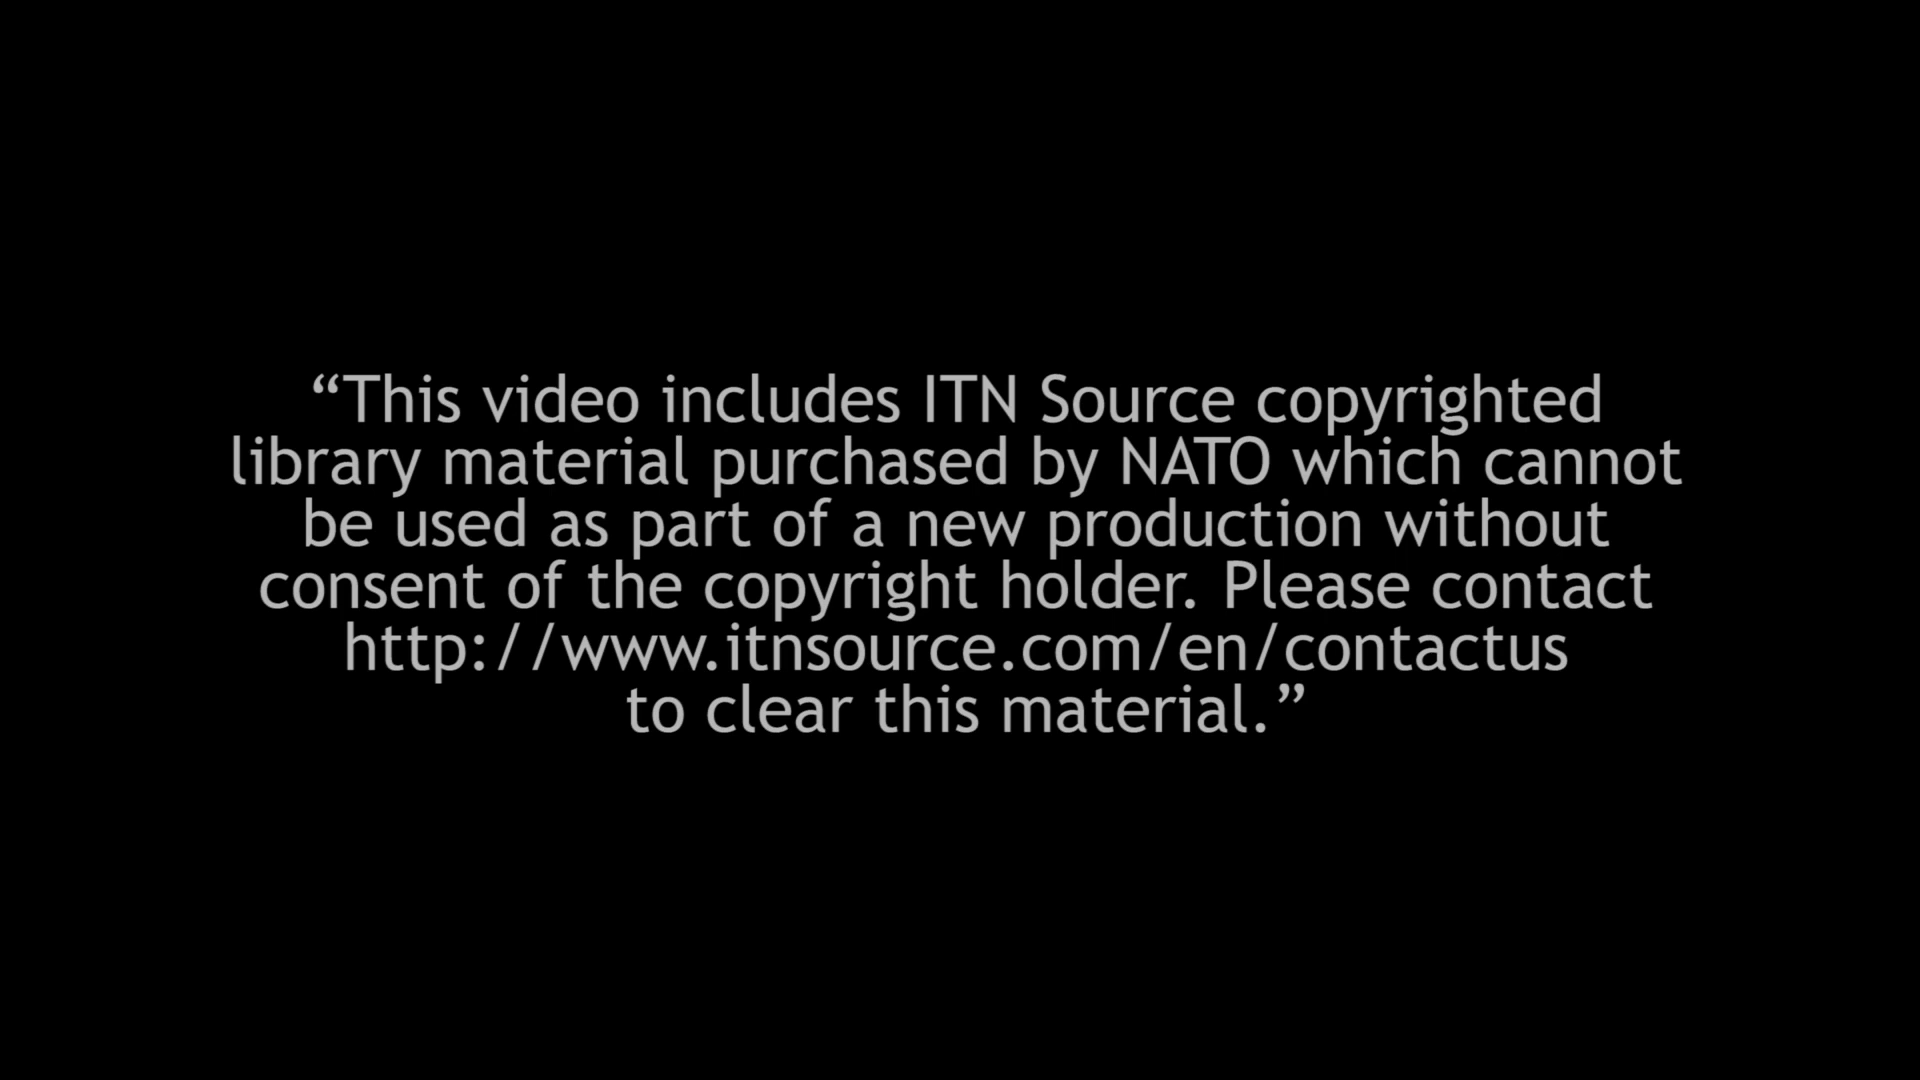 “This video includes ITN Source copyrighted
library material purchased by NATO which cannot
be used as part of a new production without
consent of the copyright holder. Please contact
http://www.itnsource.com/en/contactus
to clear this material.”